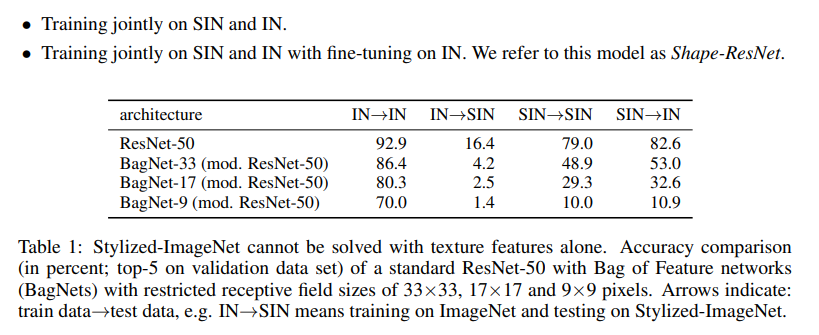 • Training jointly on SIN and IN.
• Training jointly on SIN and IN with fine-tuning on IN. We refer to this model as Shape-ResNet.
architecture IN→IN IN→SIN SIN→SIN SIN→IN
ResNet-50 92.9 16.4 79.0 82.6
BagNet-33 (mod. ResNet-50) 86.4 4.2 48.9 53.0
BagNet-17 (mod. ResNet-50) 80.3 2.5 29.3 32.6
BagNet-9 (mod. ResNet-50) 70.0 1.4 10.0 10.9
Table 1: Stylized-ImageNet cannot be solved with texture features alone. Accuracy comparison
(in percent; top-5 on validation data set) of a standard ResNet-50 with Bag of Feature networks
(BagNets) with restricted receptive field sizes of 33×33, 17×17 and 9×9 pixels. Arrows indicate:
train data→test data, e.g. IN→SIN means training on ImageNet and testing on Stylized-ImageNet.